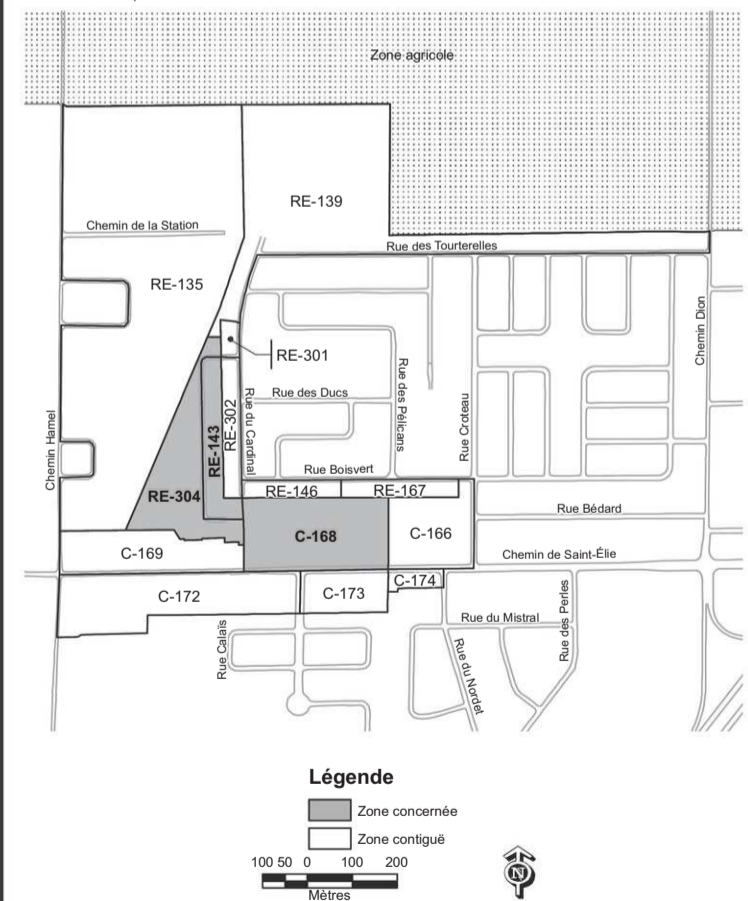 Zone agricole
RE-139
Chemin de la Station
Rue des Tourterelles
RE-135
Chemin Dion
RE-301
Rue des Ducs
Rue des Pélicans
Rue Croteau
RE-302
Rue du Cardinal
RE-143
Chemin Hamel
Rue Boisvert
RE-304
RE-146
RE-167
Rue Bédard
C-168
C-166
C-169
Chemin de Saint-Élie
C-174
C-172
C-173
Rue du Mistral
Rue des Perles
Rue Calaïs
Rue du Nordet
Légende
Zone concernée
Zone contiguë
100 50 0 100 200
Mètres
N